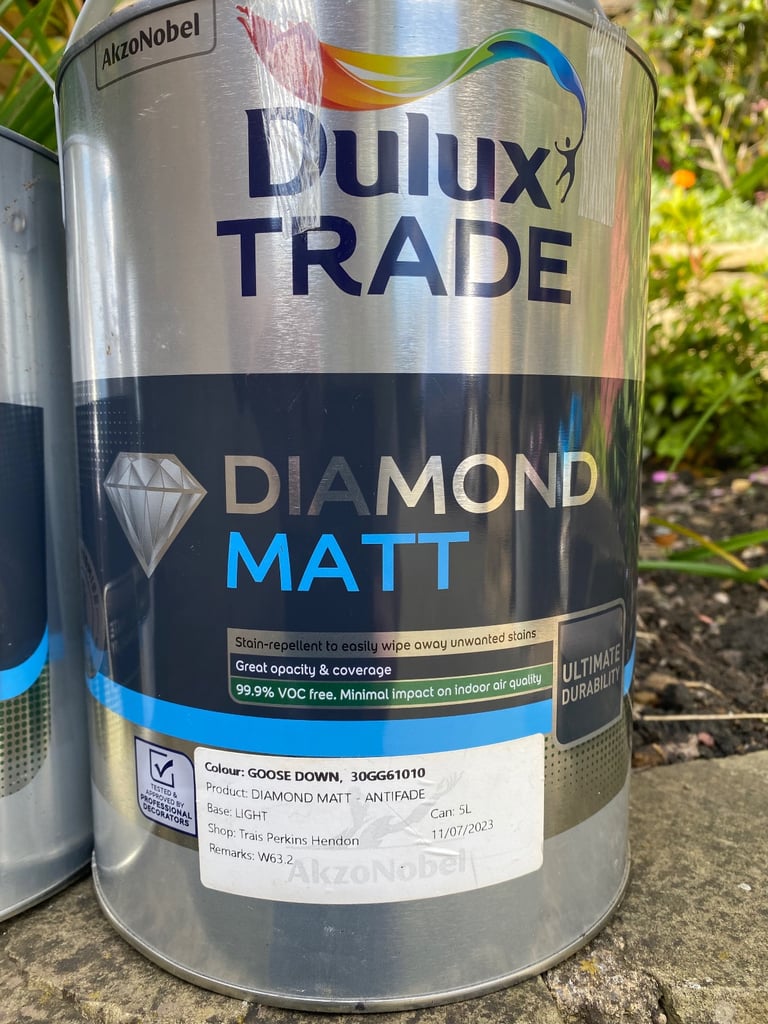 AkzoNobel
Dulux
TRADE
DIAMOND
MATT
Stain-repellent to easily wipe away unwanted stains
Great opacity & coverage
99.9% VOC free. Minimal impact on indoor air quality
ULTIMATE
DURABILITY
TESTED &
APPROVED BY
PROFESSIONAL
DECORATORS
Colour: GOOSE DOWN, 30GG61010
Product: DIAMOND MATT - ANTIFADE
Base: LIGHT Can: 5L
Shop: Trais Perkins Hendon 11/07/2023
Remarks: W63.2
AkzoNobel